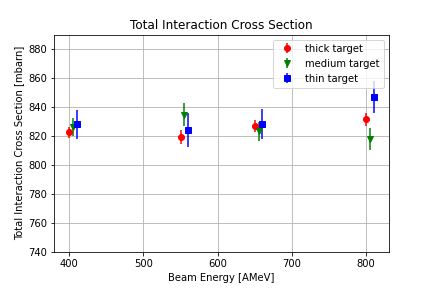 Total Interaction Cross Section
Total Interaction Cross Section [mbarn]
880
860
840
820
800
780
760
740
thick target
medium target
thin target
400
500
600
700
800
Beam Energy [AMeV]